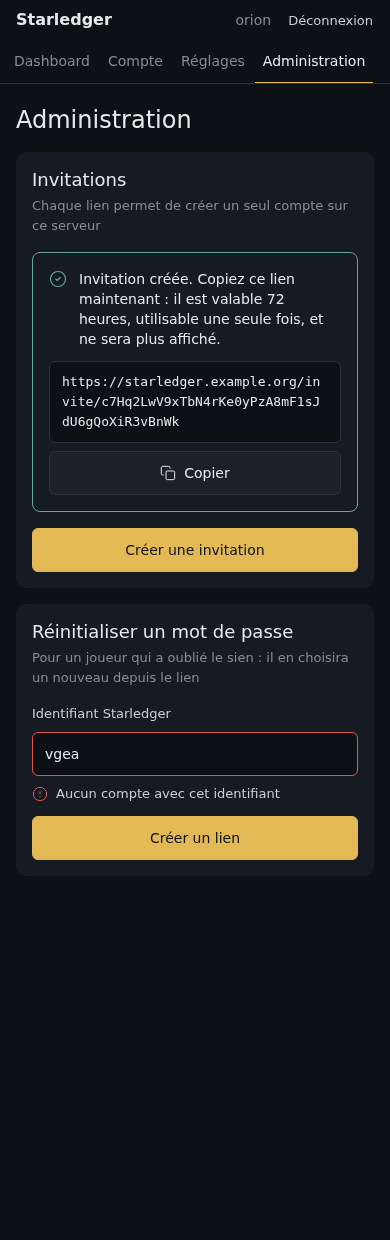 Starledger
orion
Déconnexion
Dashboard
Compte
Réglages
Administration
Administration
Invitations
Chaque lien permet de créer un seul compte sur
ce serveur
Invitation créée. Copiez ce lien
maintenant : il est valable 72
heures, utilisable une seule fois, et
ne sera plus affiché.
https://starledger.example.org/in
vite/c7Hq2LwV9xTbN4rKe0yPzA8mF1sJ
dU6gQoXiR3vBnWk
Copier
Créer une invitation
Réinitialiser un mot de passe
Pour un joueur qui a oublié le sien : il en choisira
un nouveau depuis le lien
Identifiant Starledger
vgea
Aucun compte avec cet identifiant
Créer un lien